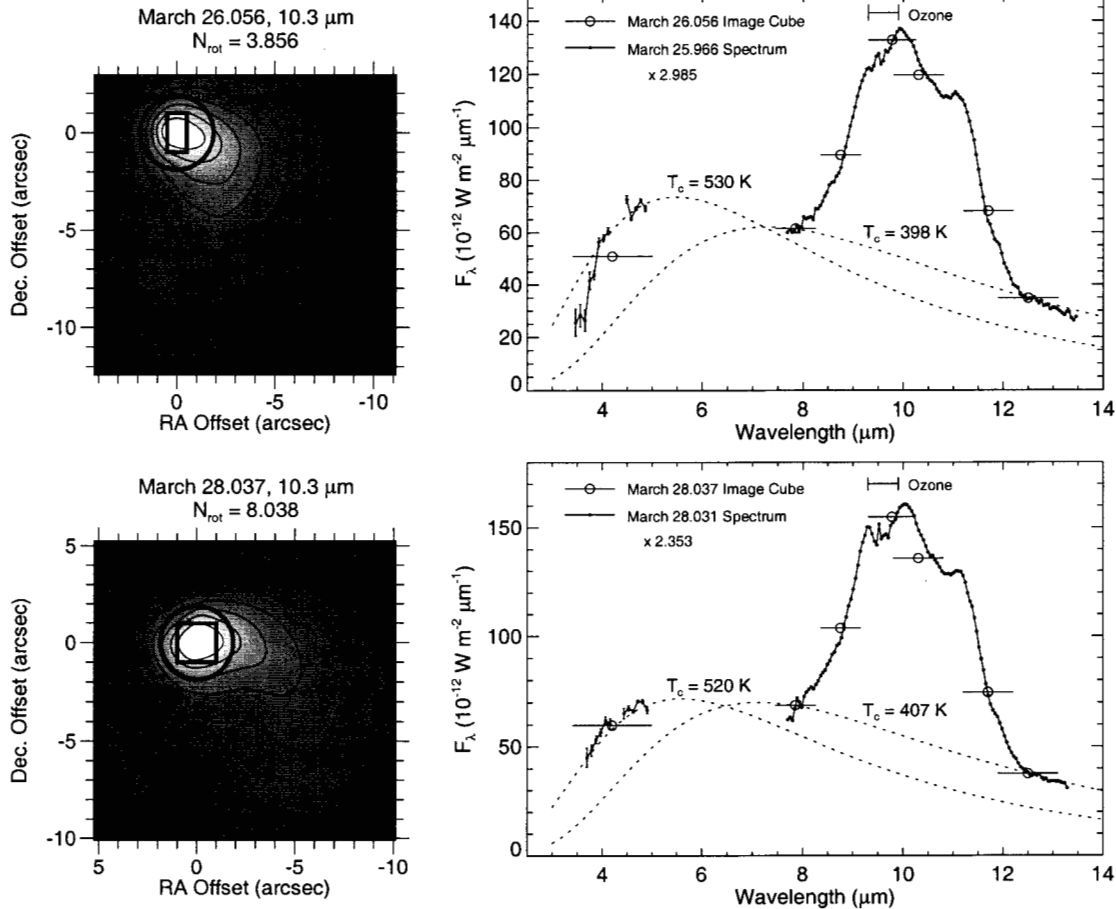 March 26.056, 10.3 μm
N_rot = 3.856
Dec. Offset (arcsec)
0
-5
-10
0
-5
-10
RA Offset (arcsec)
March 26.056 Image Cube
March 25.966 Spectrum
x 2.985
Ozone
T_c = 530 K
T_c = 398 K
F_λ (10⁻¹² W m⁻² μm⁻¹)
140
120
100
80
60
40
20
0
4
6
8
10
12
14
Wavelength (μm)
March 28.037, 10.3 μm
N_rot = 8.038
Dec. Offset (arcsec)
5
0
-5
-10
5
0
-5
-10
RA Offset (arcsec)
March 28.037 Image Cube
March 28.031 Spectrum
x 2.353
Ozone
T_c = 520 K
T_c = 407 K
F_λ (10⁻¹² W m⁻² μm⁻¹)
150
100
50
0
4
6
8
10
12
14
Wavelength (μm)